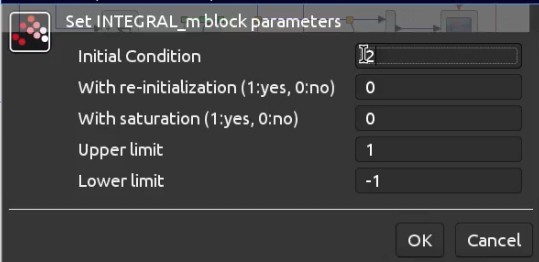 Set INTEGRAL_m block parameters
Initial Condition 2
With re-initialization (1:yes, 0:no) 0
With saturation (1:yes, 0:no) 0
Upper limit 1
Lower limit -1
OK Cancel